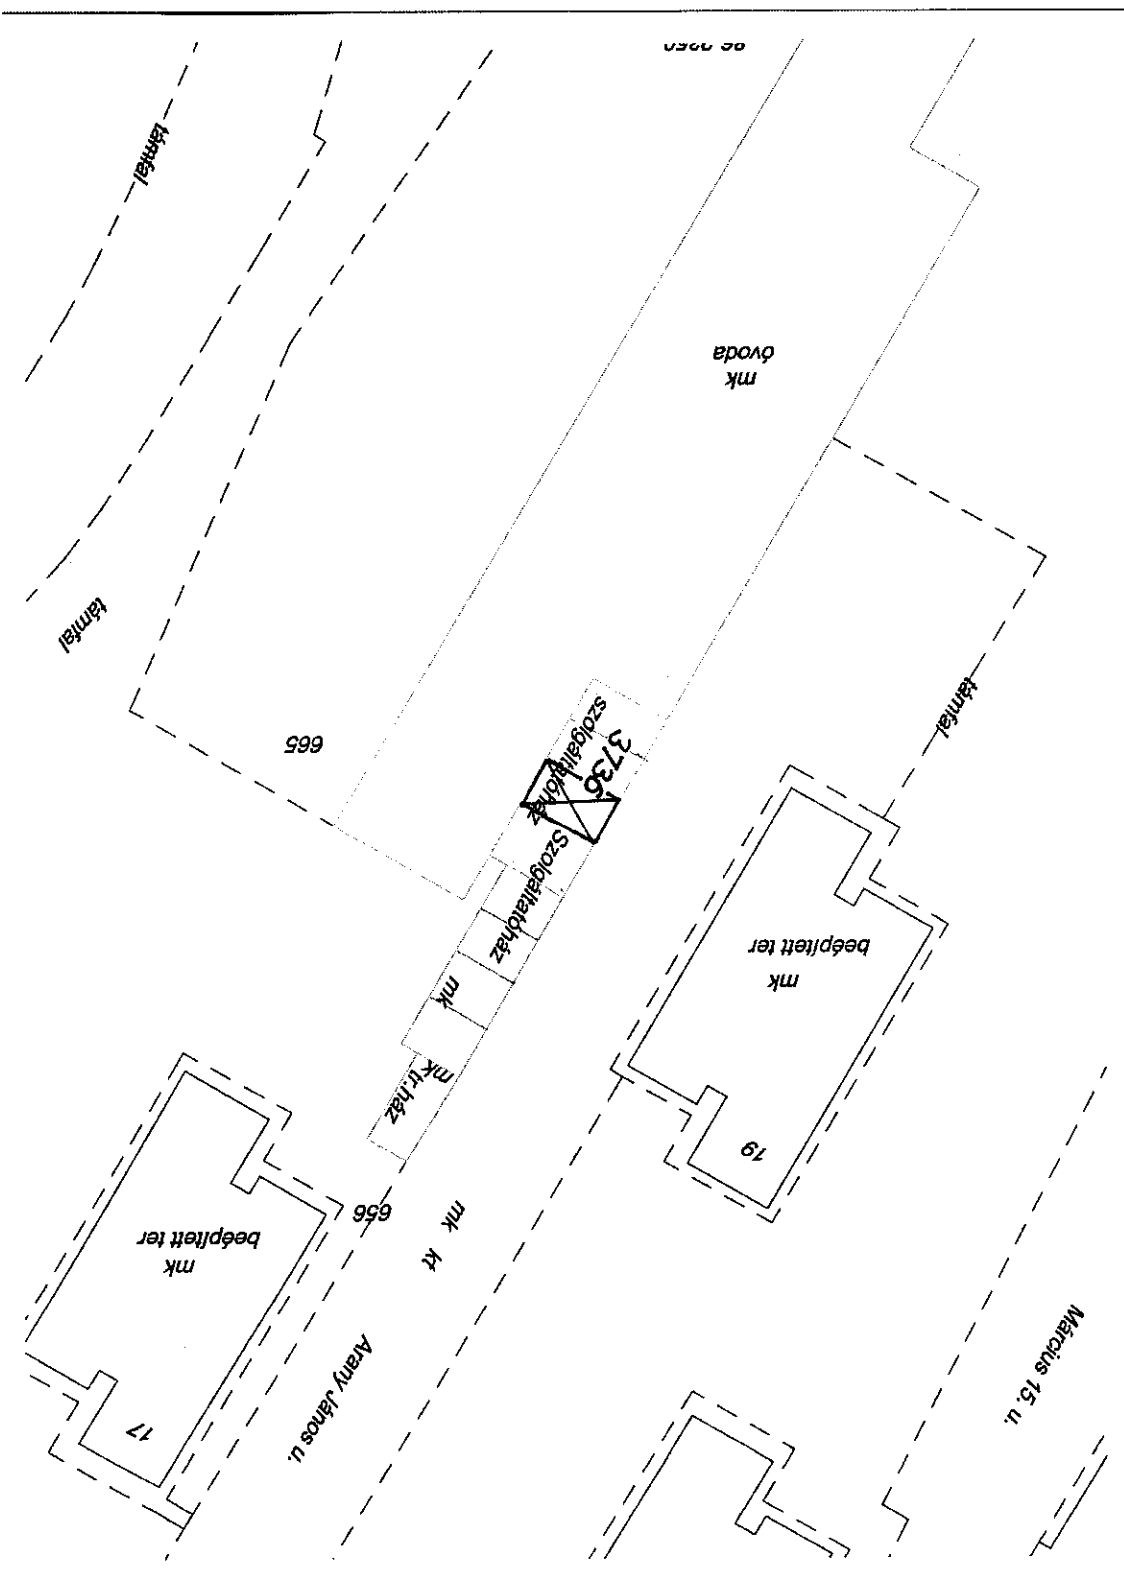 támfal
mk
óvoda
támfal
665
szolgáltatóház
3736
Szolgáltatóház
támfal
mk
beépített ter
19
mk
mk
tr.ház
656
mk kt
mk
beépített ter
17
Arany János u.
Március 15. u.